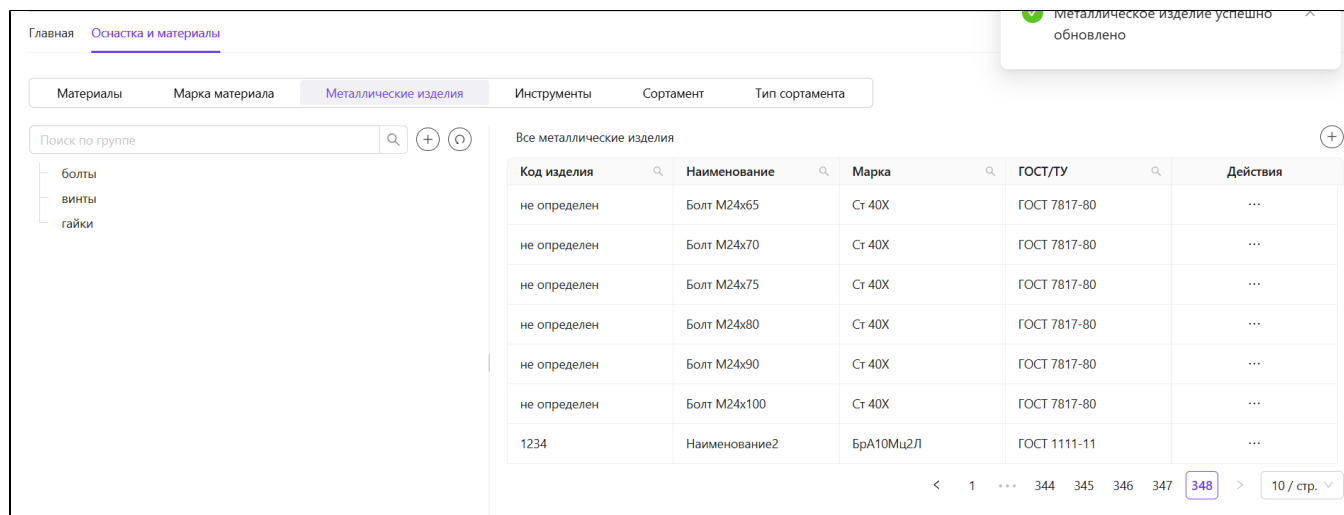 Металлическое изделие успешно
обновлено
Главная Оснастка и материалы
Материалы Марка материала Металлические изделия Инструменты Сортамент Тип сортамента
Поиск по группе
болты
винты
гайки
Все металлические изделия
Код изделия Наименование Марка ГОСТ/ТУ Действия
не определен Болт М24х65 Ст 40Х ГОСТ 7817-80 ...
не определен Болт М24х70 Ст 40Х ГОСТ 7817-80 ...
не определен Болт М24х75 Ст 40Х ГОСТ 7817-80 ...
не определен Болт М24х80 Ст 40Х ГОСТ 7817-80 ...
не определен Болт М24х90 Ст 40Х ГОСТ 7817-80 ...
не определен Болт М24х100 Ст 40Х ГОСТ 7817-80 ...
1234 Наименование2 БрА10Мц2Л ГОСТ 1111-11 ...
< 1 ... 344 345 346 347 348 > 10 / стр.